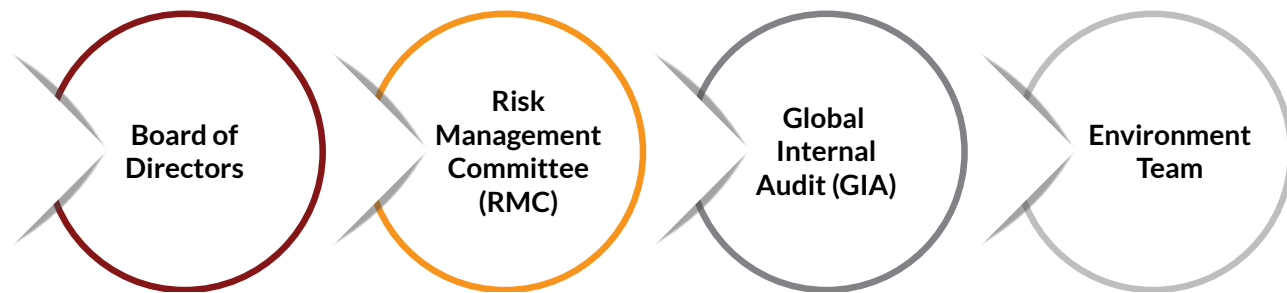 Board of
Directors
Risk
Management
Committee
(RMC)
Global
Internal
Audit (GIA)
Environment
Team